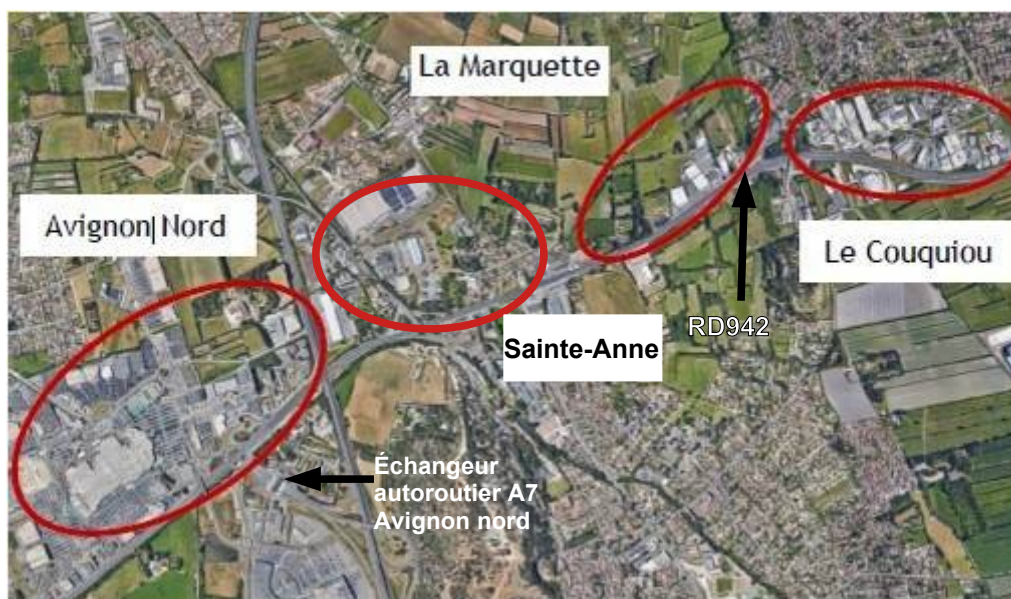 La Marquette
Avignon Nord
Le Couquiou
RD942
Sainte-Anne
Échangeur
autoroutier A7
Avignon nord